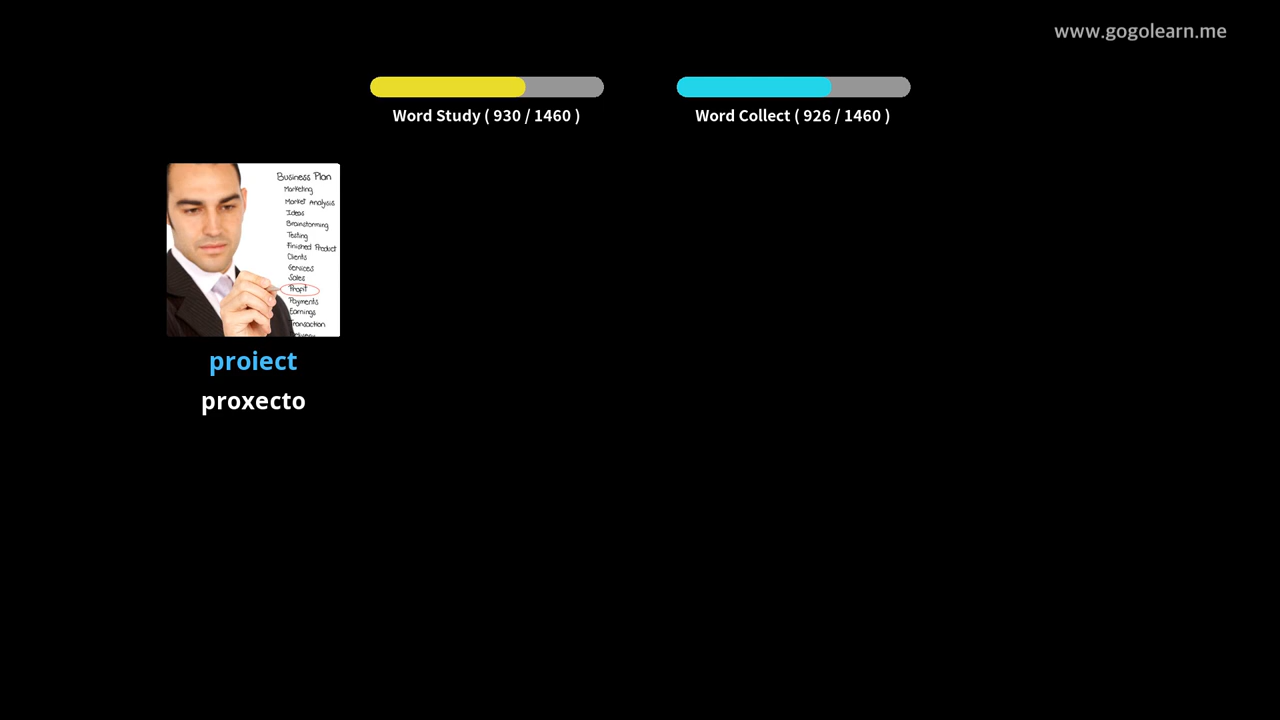 www.gogolearn.me
Word Study ( 930 / 1460 )
Word Collect ( 926 / 1460 )
Business Plan
Marketing
Market Analysis
Ideas
Brainstorming
Testing
Finished Product
Clients
Services
Sales
Profit
Payments
Earnings
Transaction
proiect
proxecto